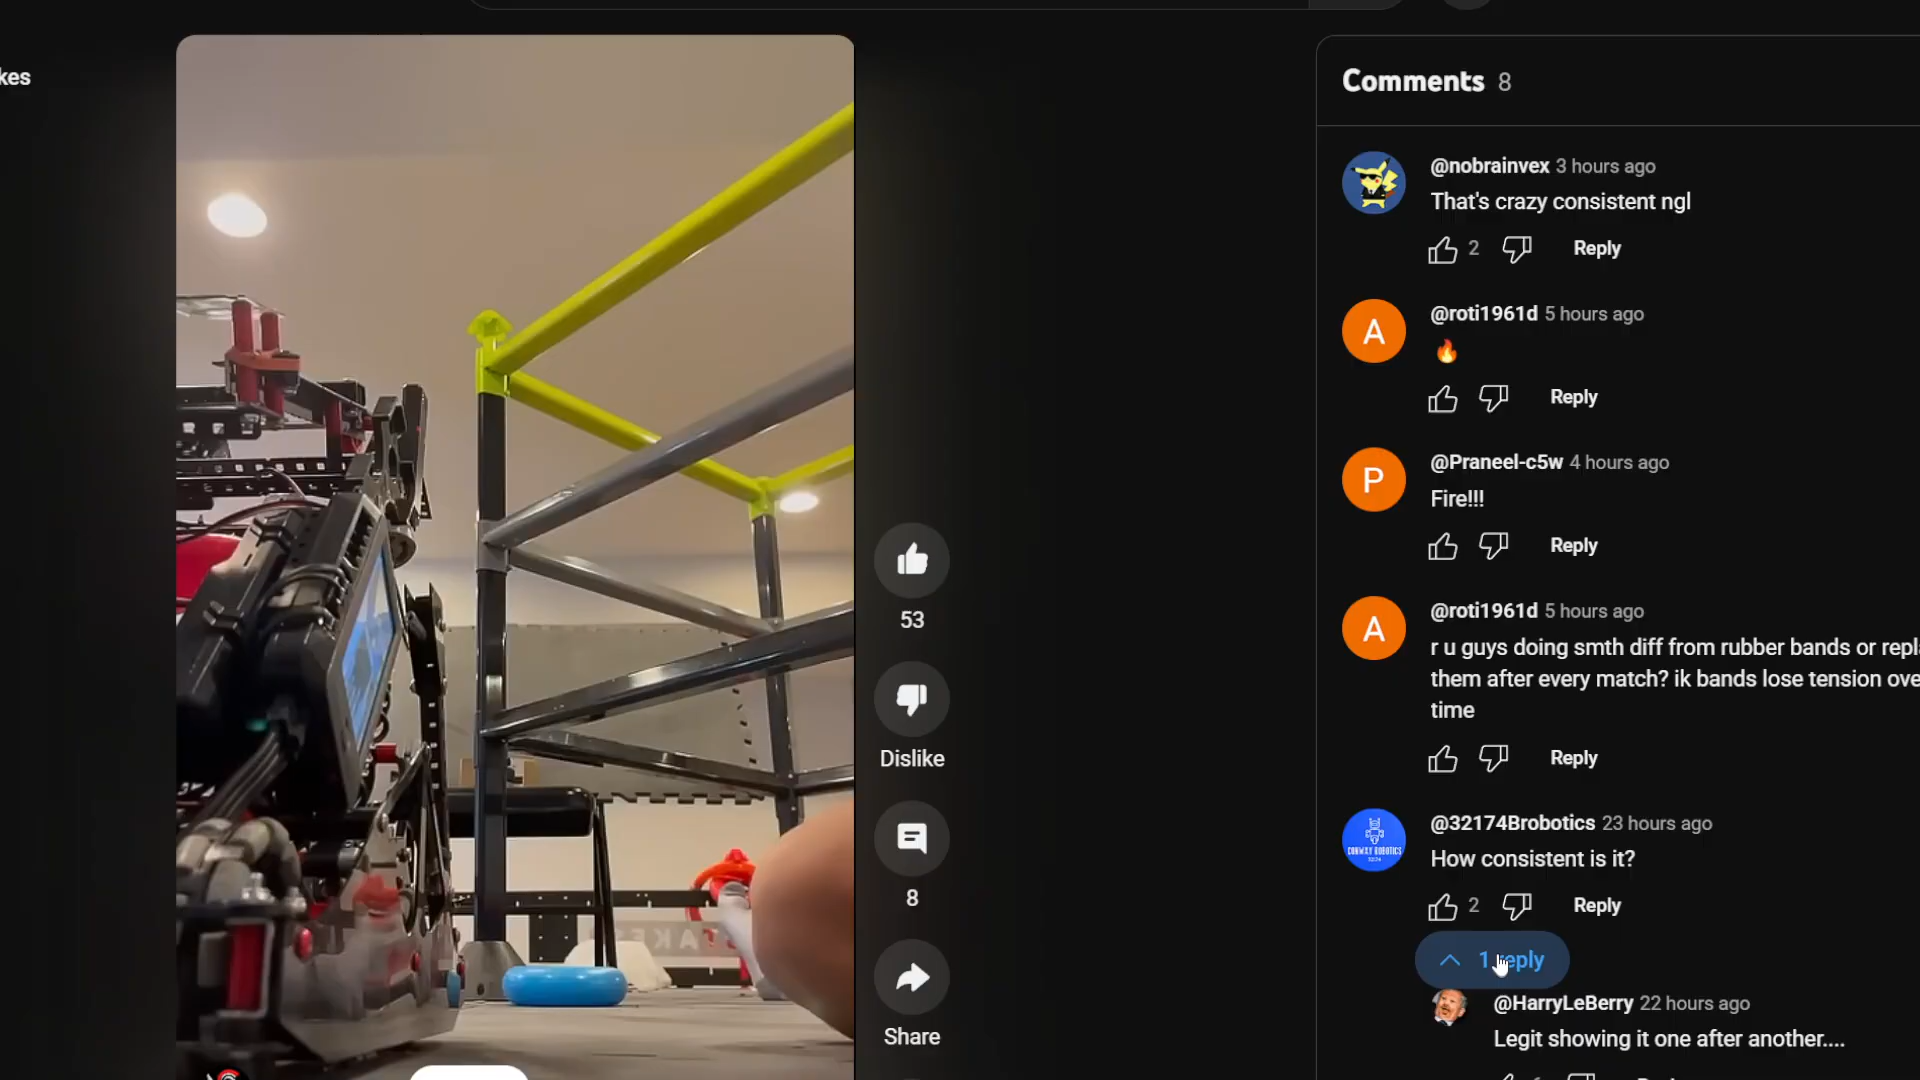 kes
Comments 8
@nobrainvex 3 hours ago
That's crazy consistent ngl
2 Reply
@roti1961d 5 hours ago
🔥
Reply
@Praneel-c5w 4 hours ago
Fire!!!
Reply
@roti1961d 5 hours ago
r u guys doing smth diff from rubber bands or repl
them after every match? ik bands lose tension ove
time
Reply
@32174Brobotics 23 hours ago
How consistent is it?
2 Reply
1 reply
@HarryLeBerry 22 hours ago
Legit showing it one after another....
53
Dislike
8
Share
A
P
A
CONWAY ROBOTICS